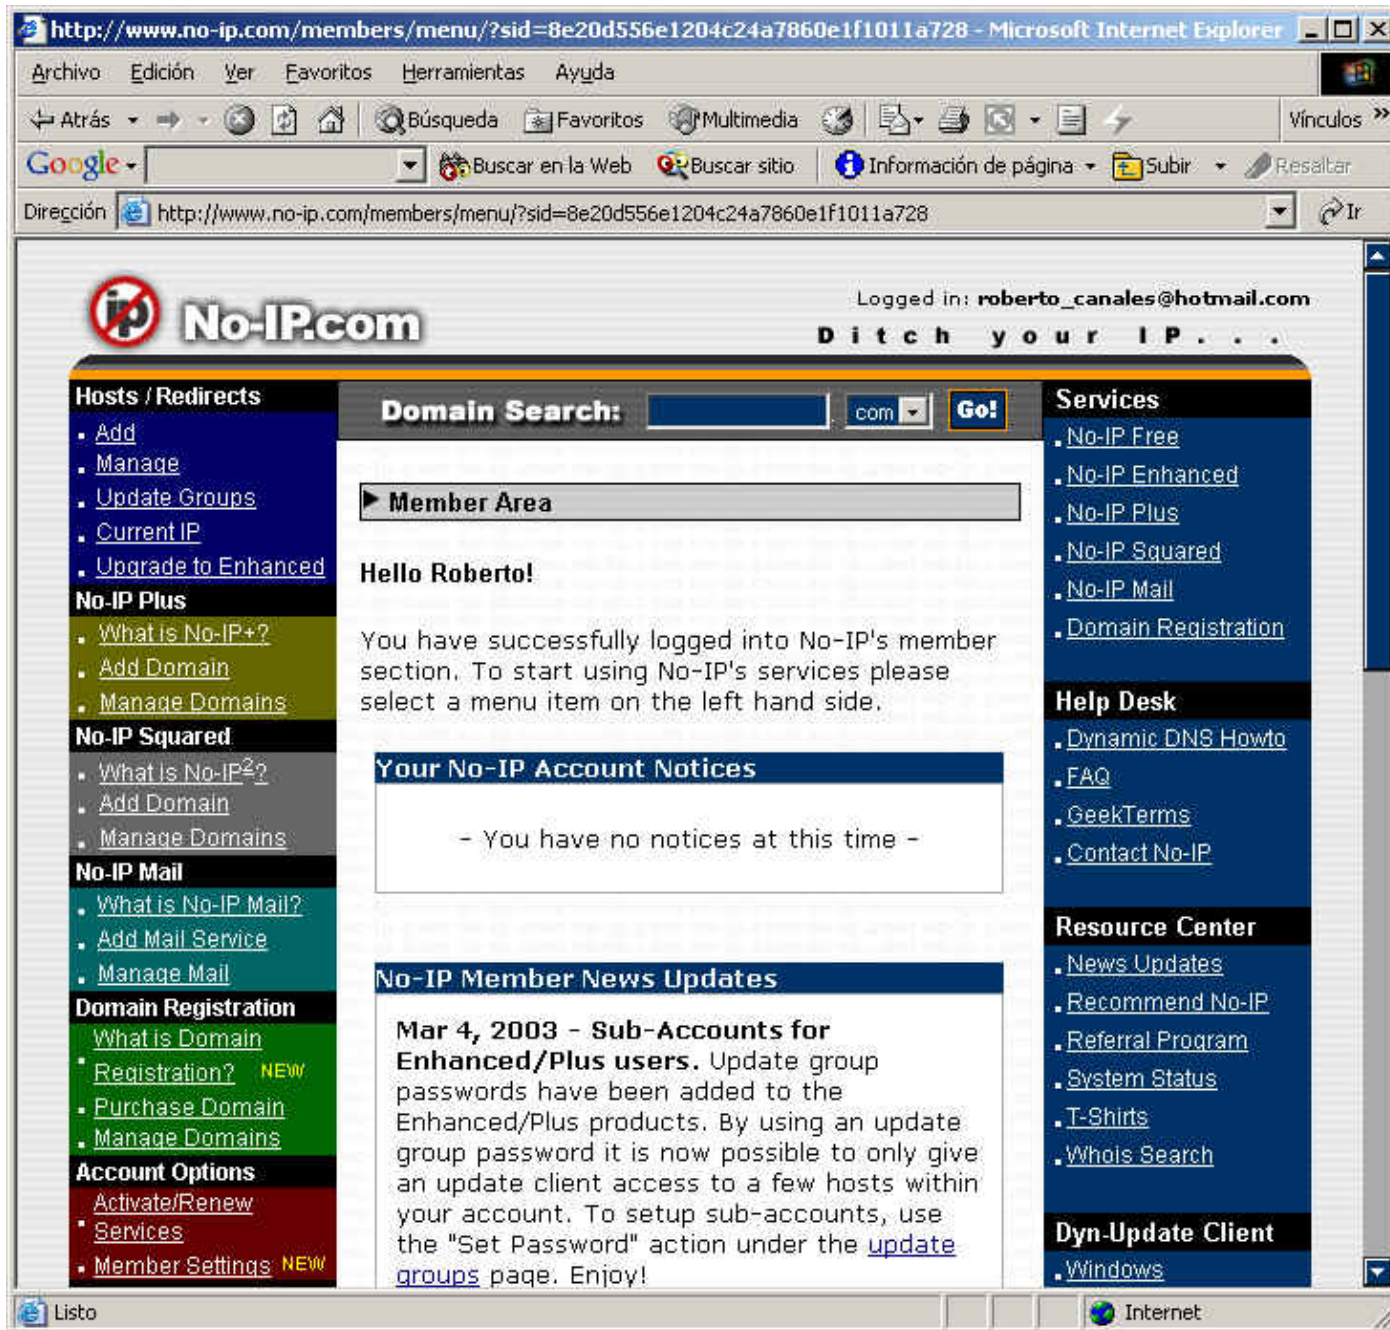 http://www.no-ip.com/members/menu/?sid=8e20d556e1204c24a7860e1f1011a728 - Microsoft Internet Explorer
Archivo Edición Ver Favoritos Herramientas Ayuda
Atrás Búsqueda Favoritos Multimedia Vínculos »
Google Buscar en la Web Buscar sitio Información de página Subir Resaltar
Dirección http://www.no-ip.com/members/menu/?sid=8e20d556e1204c24a7860e1f1011a728 Ir
ip No-IP.com
Logged in: roberto_canales@hotmail.com
Ditch your IP...
Hosts / Redirects
Add
Manage
Update Groups
Current IP
Upgrade to Enhanced
No-IP Plus
What is No-IP+?
Add Domain
Manage Domains
No-IP Squared
What is No-IP²?
Add Domain
Manage Domains
No-IP Mail
What is No-IP Mail?
Add Mail Service
Manage Mail
Domain Registration
What is Domain
Registration? NEW
Purchase Domain
Manage Domains
Account Options
Activate/Renew
Services
Member Settings NEW
Domain Search: com Go!
Member Area
Hello Roberto!
You have successfully logged into No-IP's member
section. To start using No-IP's services please
select a menu item on the left hand side.
Your No-IP Account Notices
- You have no notices at this time -
No-IP Member News Updates
Mar 4, 2003 - Sub-Accounts for
Enhanced/Plus users. Update group
passwords have been added to the
Enhanced/Plus products. By using an update
group password it is now possible to only give
an update client access to a few hosts within
your account. To setup sub-accounts, use
the "Set Password" action under the update
groups page. Enjoy!
Services
No-IP Free
No-IP Enhanced
No-IP Plus
No-IP Squared
No-IP Mail
Domain Registration
Help Desk
Dynamic DNS Howto
FAQ
GeekTerms
Contact No-IP
Resource Center
News Updates
Recommend No-IP
Referral Program
System Status
T-Shirts
Whois Search
Dyn-Update Client
Windows
Listo Internet